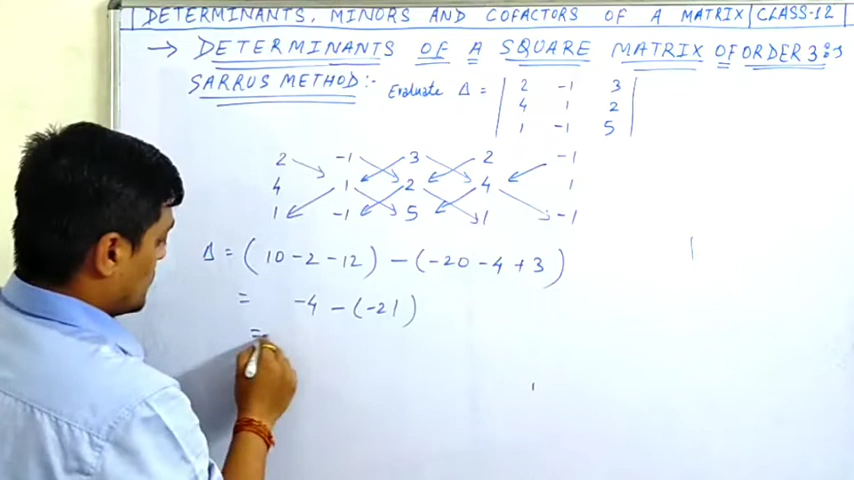 DETERMINANTS, MINORS AND COFACTORS OF A MATRIX | CLASS-12
→ DETERMINANTS OF A SQUARE MATRIX OF ORDER 3 :-
SARRUS METHOD:- Evaluate Δ = | 2 -1 3 |
| 4 1 2 |
| 1 -1 5 |
2 -1 3 2 -1
4 1 2 4 1
1 -1 5 1 -1
Δ = (10 - 2 - 12) - (-20 - 4 + 3)
= -4 - (-21)
=